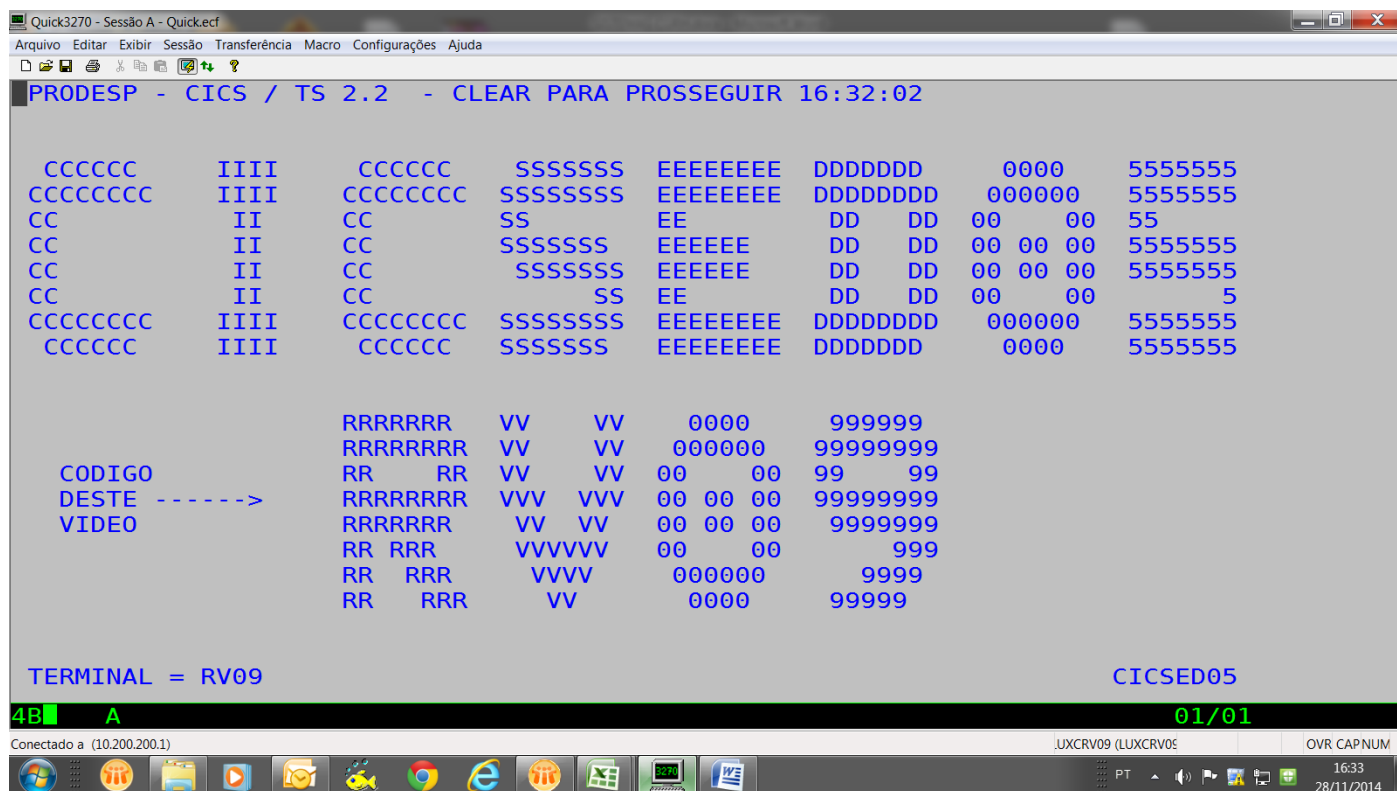 Quick3270 - Sessão A - Quick.ecf
Arquivo Editar Exibir Sessão Transferência Macro Configurações Ajuda
PRODESP - CICS / TS 2.2  - CLEAR PARA PROSSEGUIR 16:32:02
 CCCCCC     IIII     CCCCCC    SSSSSSS  EEEEEEEE  DDDDDDD     0000    5555555
CCCCCCCC    IIII    CCCCCCCC  SSSSSSSS  EEEEEEEE  DDDDDDDD   000000   5555555
CC           II     CC        SS        EE         DD   DD  00    00  55
CC           II     CC        SSSSSSS   EEEEEE     DD   DD  00 00 00  5555555
CC           II     CC         SSSSSSS  EEEEEE     DD   DD  00 00 00  5555555
CC           II     CC              SS  EE         DD   DD  00    00        5
CCCCCCCC    IIII    CCCCCCCC  SSSSSSSS  EEEEEEEE  DDDDDDDD   000000   5555555
 CCCCCC     IIII     CCCCCC   SSSSSSS   EEEEEEEE  DDDDDDD     0000    5555555
                    RRRRRRR   VV    VV    0000     999999
                    RRRRRRRR  VV    VV   000000   99999999
  CODIGO            RR    RR  VV    VV  00    00  99    99
  DESTE ------>     RRRRRRRR  VVV  VVV  00 00 00  99999999
  VIDEO             RRRRRRR    VV  VV   00 00 00   9999999
                    RR RRR     VVVVVV   00    00       999
                    RR  RRR     VVVV     000000      9999
                    RR   RRR     VV       0000     99999
TERMINAL = RV09                                                      CICSED05
4B    A                                                                  01/01
Conectado a (10.200.200.1) LUXCRV09 (LUXCRV09 OVR CAP NUM
3270
PT 16:33
28/11/2014